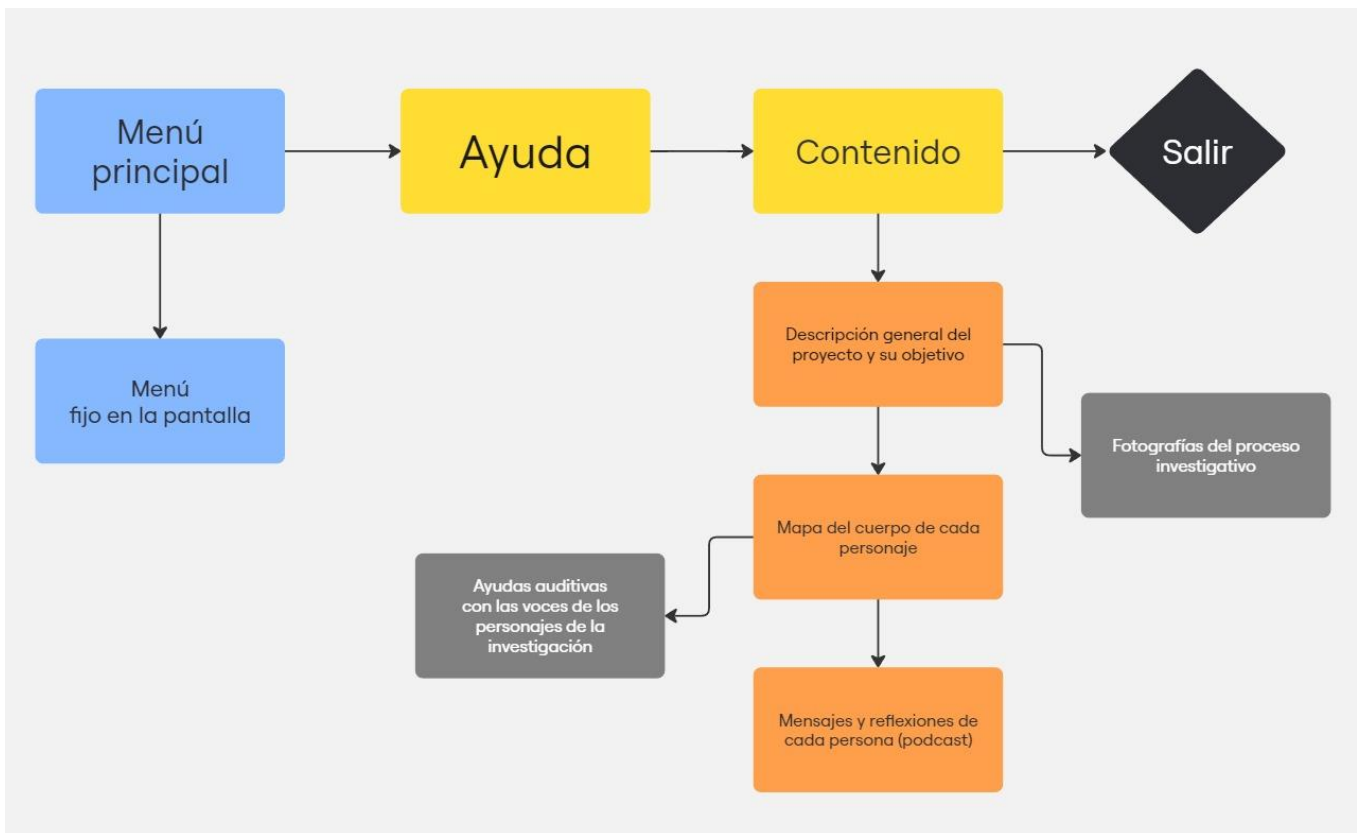 Menú
principal
Ayuda
Contenido
Salir
Descripción general del
proyecto y su objetivo
Menú
fijo en la pantalla
Fotografías del proceso
investigativo
Mapa del cuerpo de cada
personaje
Ayudas auditivas
con las voces de los
personajes de la
investigación
Mensajes y reflexiones de
cada persona (podcast)